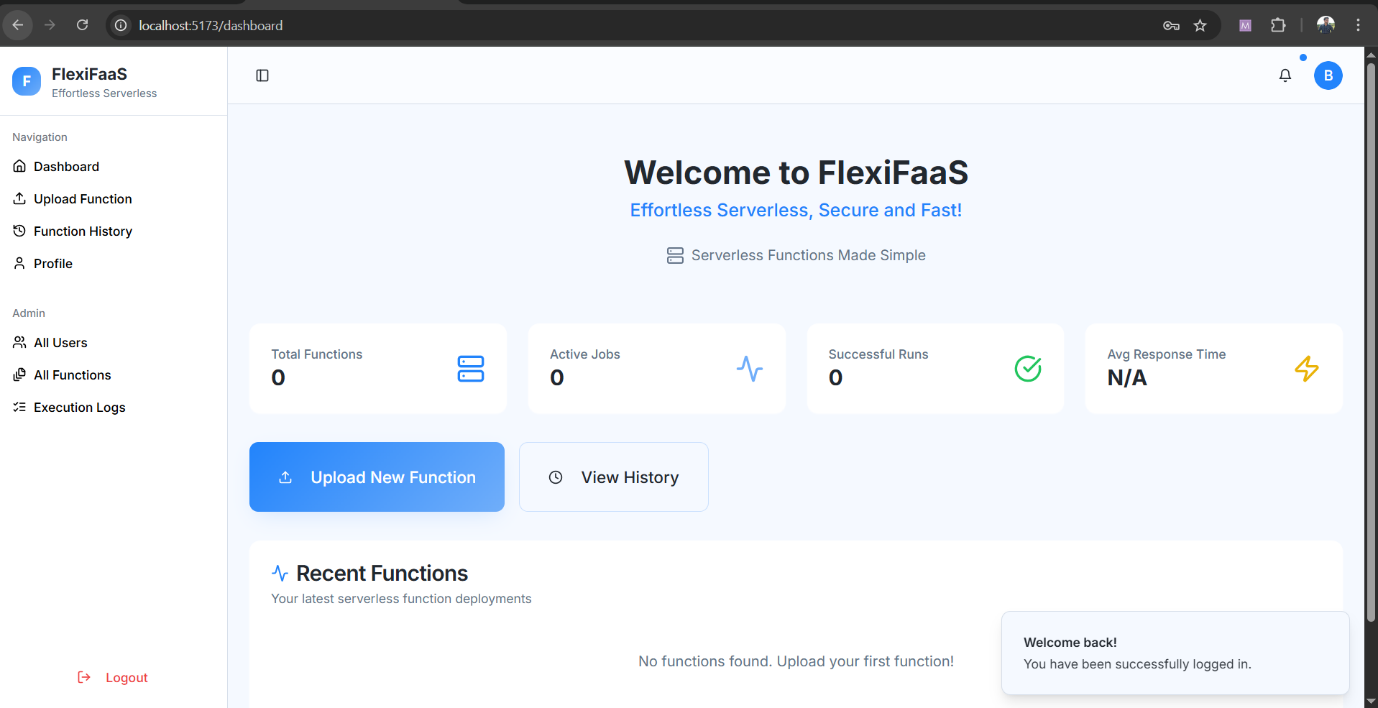 localhost:5173/dashboard
M
F
FlexiFaaS
Effortless Serverless
B
Navigation
Dashboard
Upload Function
Function History
Profile
Admin
All Users
All Functions
Execution Logs
Logout
Welcome to FlexiFaaS
Effortless Serverless, Secure and Fast!
Serverless Functions Made Simple
Total Functions
0
Active Jobs
0
Successful Runs
0
Avg Response Time
N/A
Upload New Function
View History
Recent Functions
Your latest serverless function deployments
No functions found. Upload your first function!
Welcome back!
You have been successfully logged in.